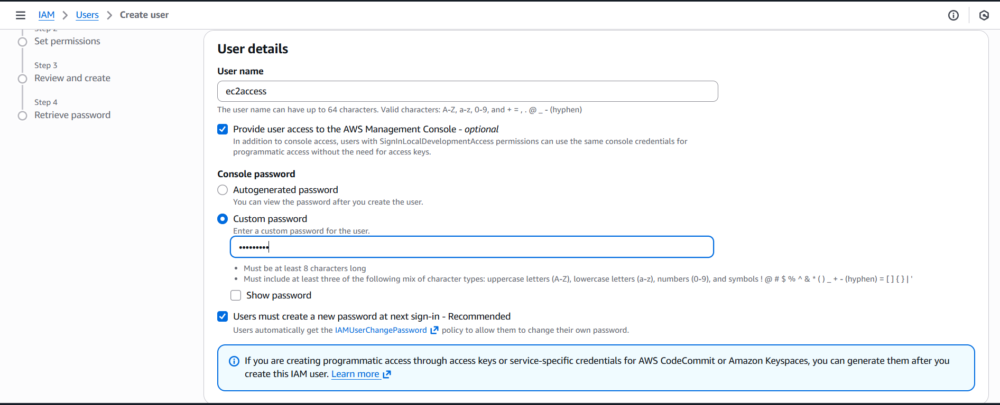 IAM > Users > Create user
Step 2
Set permissions
Step 3
Review and create
Step 4
Retrieve password
User details
User name
ec2access
The user name can have up to 64 characters. Valid characters: A-Z, a-z, 0-9, and + = , . @ _ - (hyphen)
Provide user access to the AWS Management Console - optional
In addition to console access, users with SignInLocalDevelopmentAccess permissions can use the same console credentials for
programmatic access without the need for access keys.
Console password
Autogenerated password
You can view the password after you create the user.
Custom password
Enter a custom password for the user.
•••••••••
• Must be at least 8 characters long
• Must include at least three of the following mix of character types: uppercase letters (A-Z), lowercase letters (a-z), numbers (0-9), and symbols ! @ # $ % ^ & * ( ) _ + - (hyphen) = [ ] { } | '
Show password
Users must create a new password at next sign-in - Recommended
Users automatically get the IAMUserChangePassword policy to allow them to change their own password.
If you are creating programmatic access through access keys or service-specific credentials for AWS CodeCommit or Amazon Keyspaces, you can generate them after you
create this IAM user. Learn more